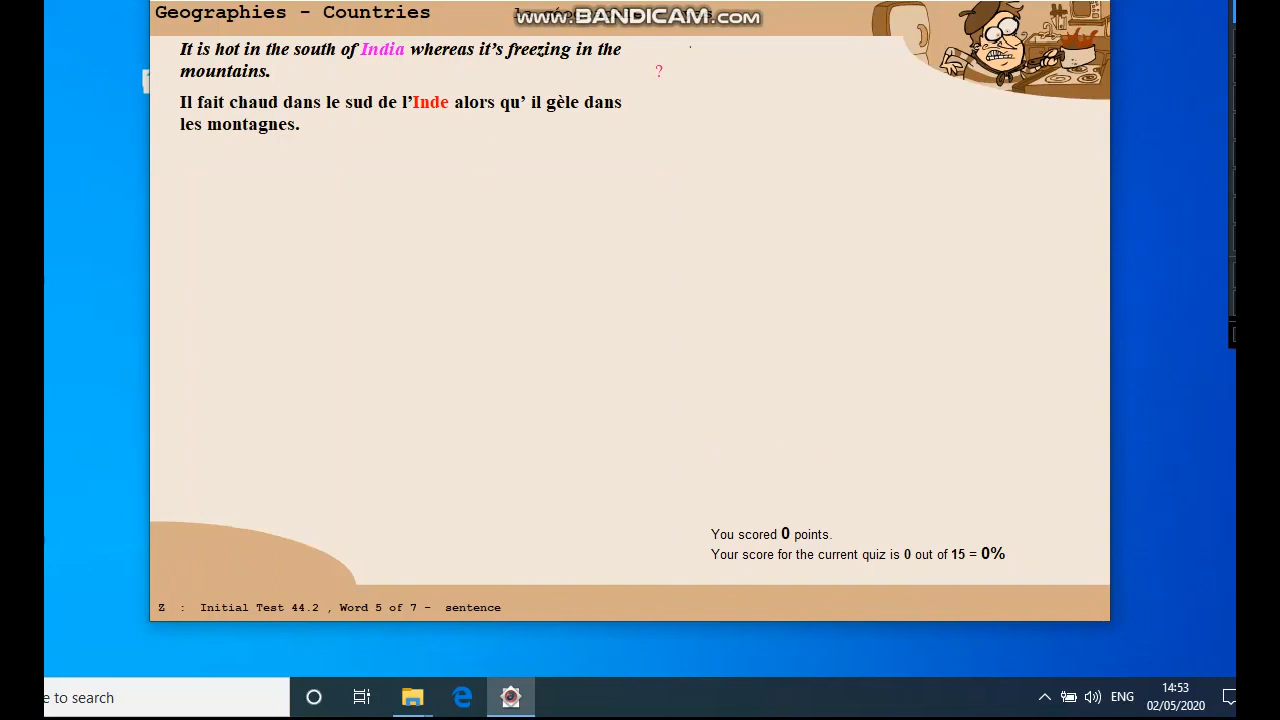 Geographies - Countries
www.BANDICAM.com
It is hot in the south of India whereas it’s freezing in the
mountains.
?
Il fait chaud dans le sud de l’Inde alors qu’ il gèle dans
les montagnes.
You scored 0 points.
Your score for the current quiz is 0 out of 15 = 0%
Z : Initial Test 44.2 , Word 5 of 7 - sentence
e to search
ENG
14:53
02/05/2020